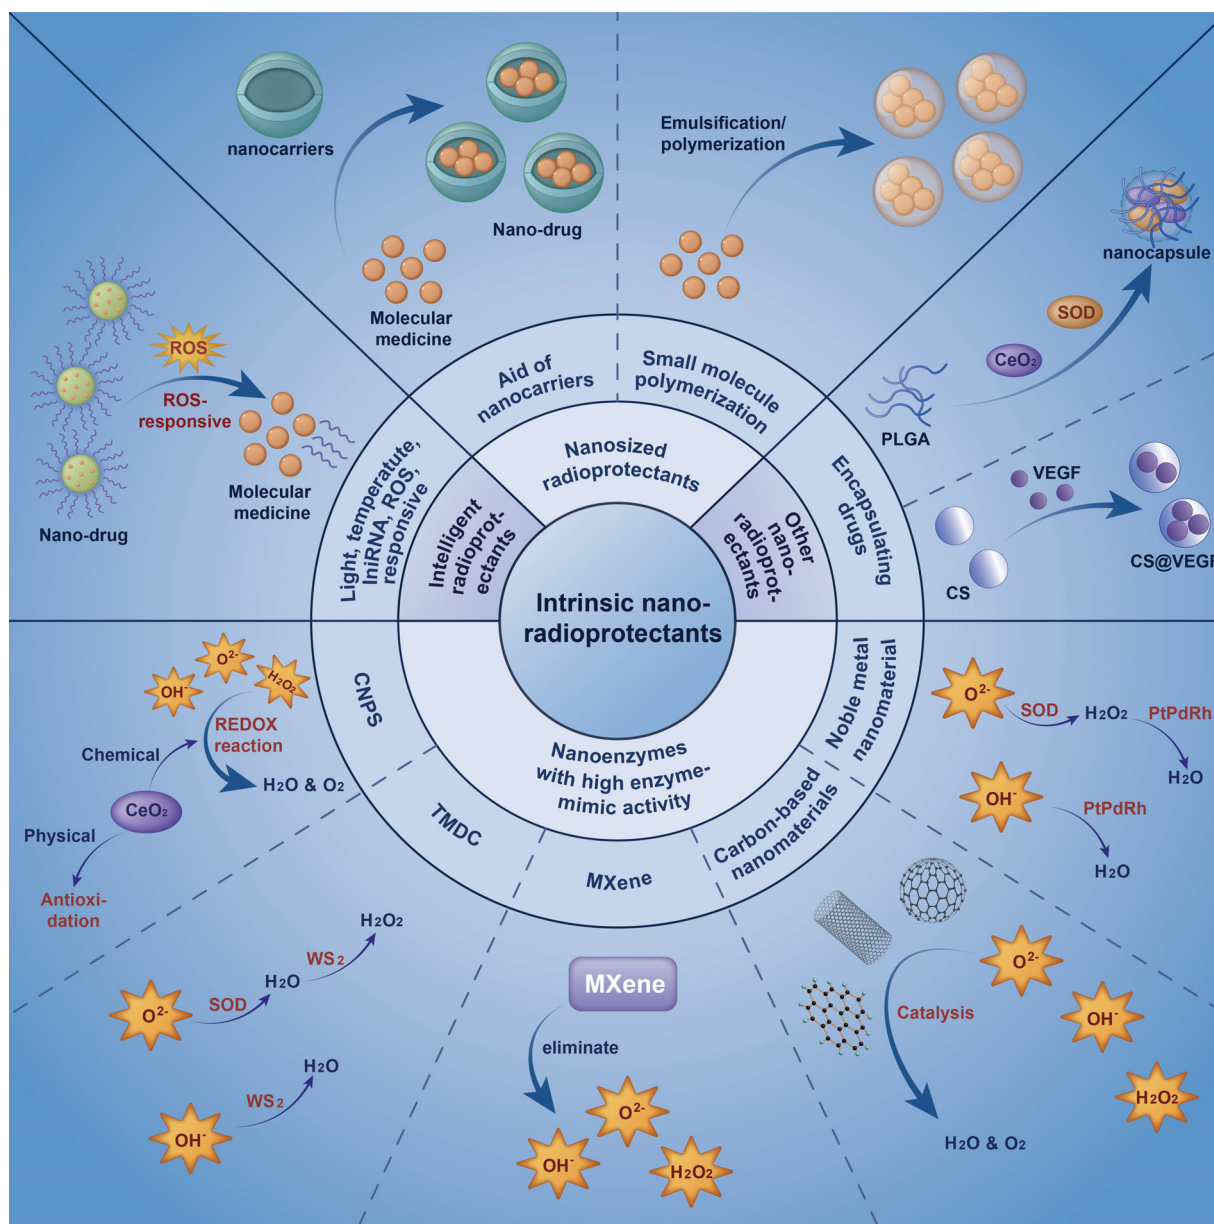 nanocarriers
Nano-drug
Molecular
medicine
Emulsification/
polymerization
nanocapsule
SOD
CeO2
PLGA
VEGF
CS
CS@VEGF
ROS
ROS-
responsive
Molecular
medicine
Nano-drug
Aid of
nanocarriers
Small molecule
polymerization
Nanosized
radioprotectants
Light, temperature,
IniRNA, ROS,
responsive
Intelligent
radioprot-
ectants
Other
nano-
radioprot-
ectants
Encapsulating
drugs
Intrinsic nano-
radioprotectants
Nanoenzymes
with high enzyme-
mimic activity
CNPS
TMDC
MXene
Carbon-based
nanomaterials
Noble metal
nanomaterial
O2-
OH-
H2O2
REDOX
reaction
Chemical
H2O & O2
CeO2
Physical
Antioxi-
dation
O2-
SOD
H2O
WS2
H2O2
OH-
WS2
H2O
MXene
eliminate
O2-
OH-
H2O2
O2-
Catalysis
OH-
H2O2
H2O & O2
O2-
SOD
H2O2
PtPdRh
H2O
OH-
PtPdRh
H2O